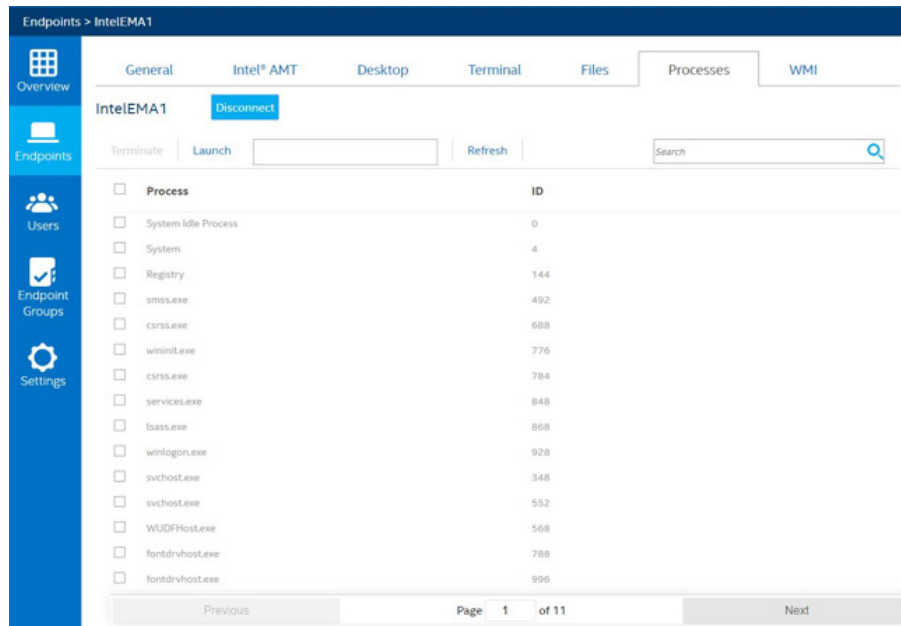 Endpoints > IntelEMA1
Overview
Endpoints
Users
Endpoint
Groups
Settings
General Intel® AMT Desktop Terminal Files Processes WMI
IntelEMA1 Disconnect
Terminate Launch Refresh Search
Process ID
System Idle Process 0
System 4
Registry 144
smss.exe 492
csrss.exe 688
wininit.exe 776
csrss.exe 784
services.exe 848
lsass.exe 868
winlogon.exe 928
svchost.exe 348
svchost.exe 552
WUDFHost.exe 568
fontdrvhost.exe 788
fontdrvhost.exe 996
Previous Page 1 of 11 Next